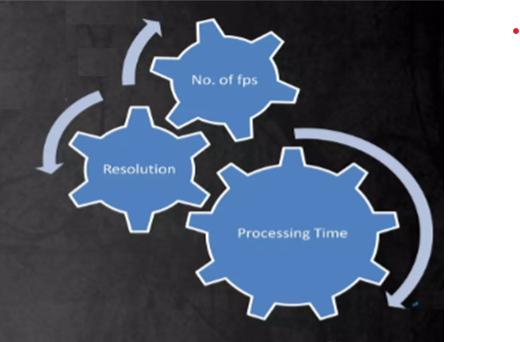 No. of fps
Resolution
Processing Time